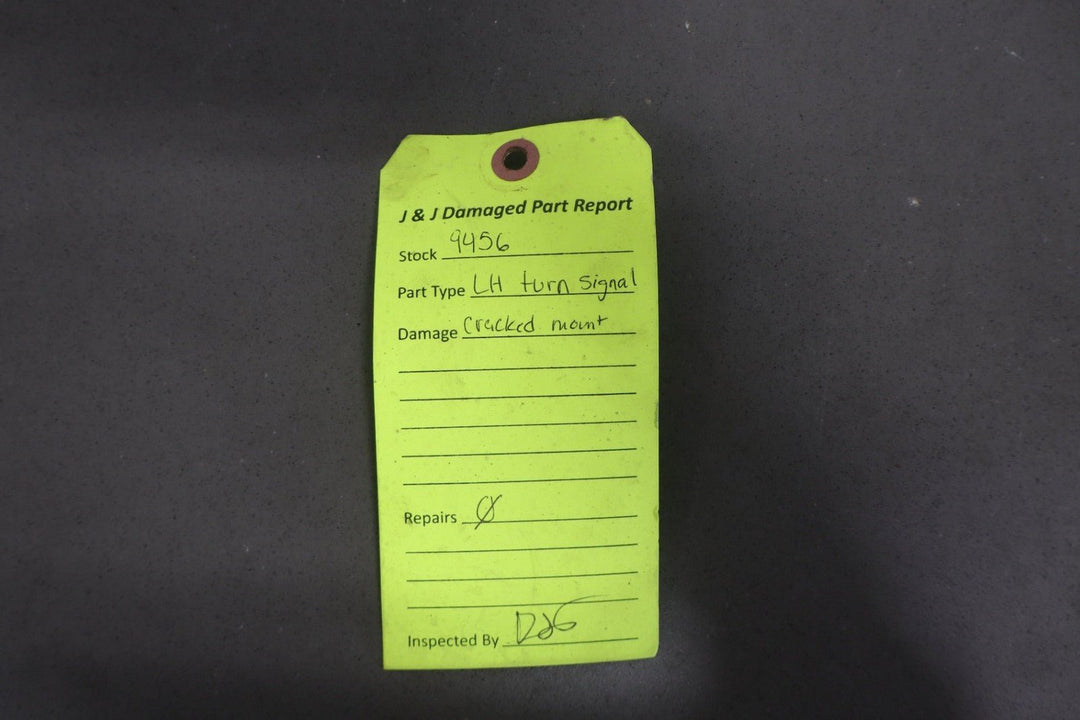 J & J Damaged Part Report
Stock 9456
Part Type LH turn signal
Damage Cracked mount
Repairs Ø
Inspected By